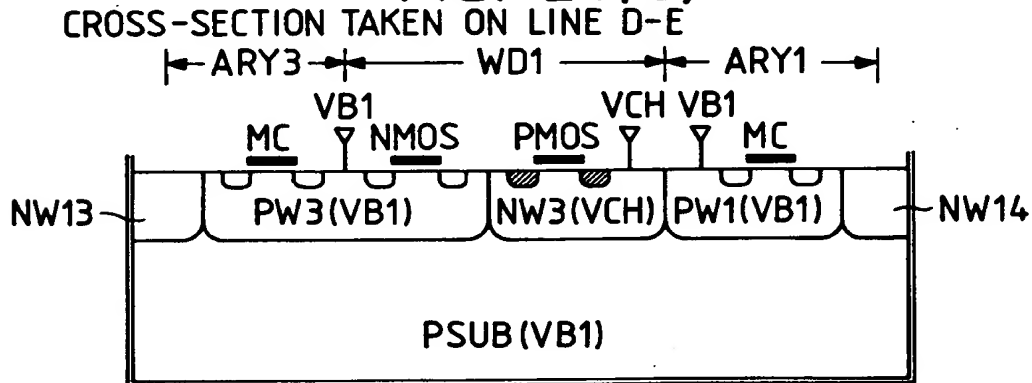 CROSS-SECTION TAKEN ON LINE D-E
ARY3 WD1 ARY1
VB1 VCH VB1
MC NMOS PMOS MC
NW13 PW3(VB1) NW3(VCH) PW1(VB1) NW14
PSUB(VB1)